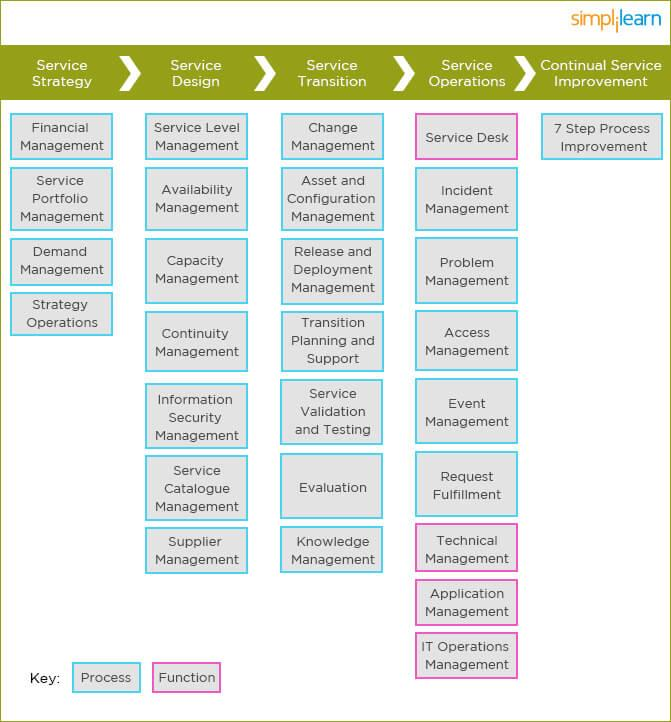 simplilearn
Service
Strategy
Service
Design
Service
Transition
Service
Operations
Continual Service
Improvement
Financial
Management
Service
Portfolio
Management
Demand
Management
Strategy
Operations
Service Level
Management
Availability
Management
Capacity
Management
Continuity
Management
Information
Security
Management
Service
Catalogue
Management
Supplier
Management
Change
Management
Asset and
Configuration
Management
Release and
Deployment
Management
Transition
Planning and
Support
Service
Validation
and Testing
Evaluation
Knowledge
Management
Service Desk
Incident
Management
Problem
Management
Access
Management
Event
Management
Request
Fulfillment
Technical
Management
Application
Management
IT Operations
Management
7 Step Process
Improvement
Key:
Process
Function